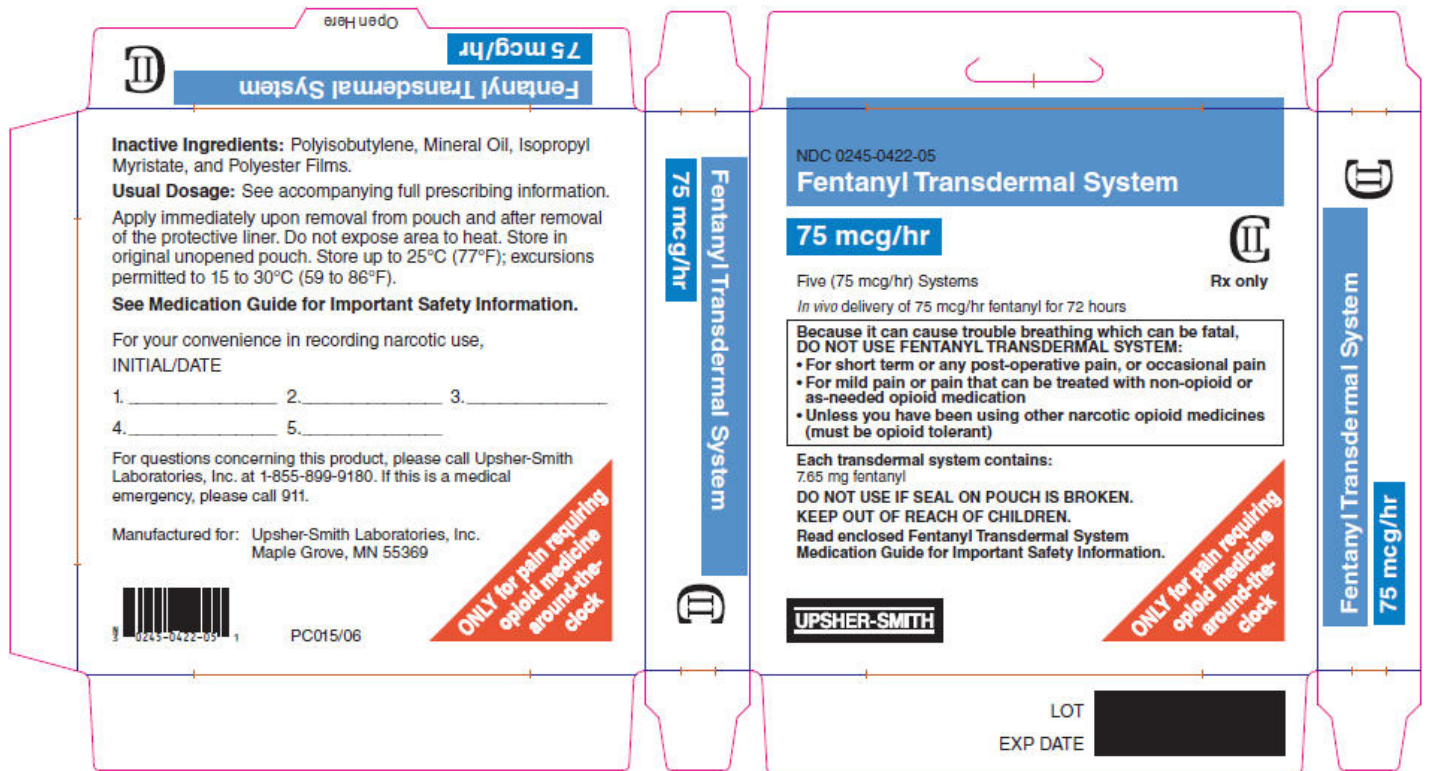 Open Here
75 mcg/hr
CII
Fentanyl Transdermal System
Inactive Ingredients: Polyisobutylene, Mineral Oil, Isopropyl
Myristate, and Polyester Films.
Usual Dosage: See accompanying full prescribing information.
Apply immediately upon removal from pouch and after removal
of the protective liner. Do not expose area to heat. Store in
original unopened pouch. Store up to 25°C (77°F); excursions
permitted to 15 to 30°C (59 to 86°F).
See Medication Guide for Important Safety Information.
For your convenience in recording narcotic use,
INITIAL/DATE
1. 2. 3.
4. 5.
For questions concerning this product, please call Upsher-Smith
Laboratories, Inc. at 1-855-899-9180. If this is a medical
emergency, please call 911.
Manufactured for: Upsher-Smith Laboratories, Inc.
Maple Grove, MN 55369
N
3 0245-0422-05 1
PC015/06
ONLY for pain requiring
opioid medicine
around-the-
clock
Fentanyl Transdermal System
75 mcg/hr
CII
NDC 0245-0422-05
Fentanyl Transdermal System
75 mcg/hr
CII
Five (75 mcg/hr) Systems
Rx only
In vivo delivery of 75 mcg/hr fentanyl for 72 hours
Because it can cause trouble breathing which can be fatal,
DO NOT USE FENTANYL TRANSDERMAL SYSTEM:
• For short term or any post-operative pain, or occasional pain
• For mild pain or pain that can be treated with non-opioid or
as-needed opioid medication
• Unless you have been using other narcotic opioid medicines
(must be opioid tolerant)
Each transdermal system contains:
7.65 mg fentanyl
DO NOT USE IF SEAL ON POUCH IS BROKEN.
KEEP OUT OF REACH OF CHILDREN.
Read enclosed Fentanyl Transdermal System
Medication Guide for Important Safety Information.
UPSHER-SMITH
ONLY for pain requiring
opioid medicine
around-the-
clock
LOT
EXP DATE
CII
Fentanyl Transdermal System
75 mcg/hr